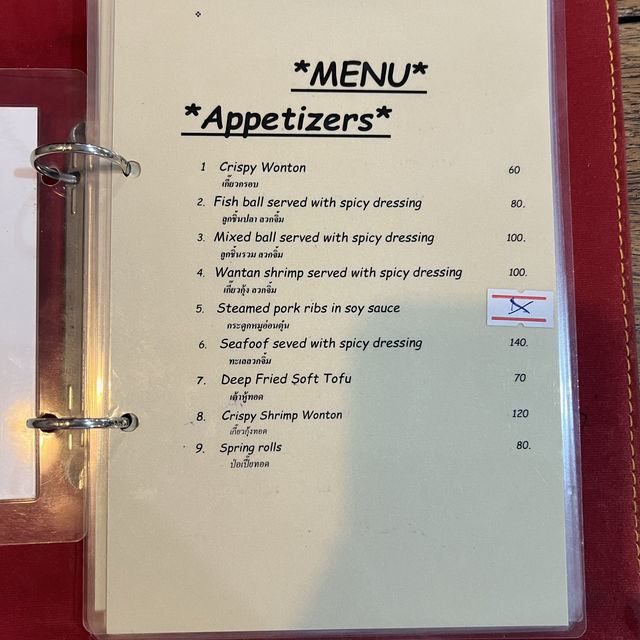 *MENU*
*Appetizers*
1 Crispy Wonton 60
เกี๊ยวกรอบ
2. Fish ball served with spicy dressing 80.
ลูกชิ้นปลา ลวกจิ้ม
3. Mixed ball served with spicy dressing 100.
ลูกชิ้นรวม ลวกจิ้ม
4. Wantan shrimp served with spicy dressing 100.
เกี๊ยวกุ้ง ลวกจิ้ม
5. Steamed pork ribs in soy sauce
กระดูกหมูอ่อนตุ๋น
6. Seafoof seved with spicy dressing 140.
ทะเลลวกจิ้ม
7. Deep Fried Soft Tofu 70
เต้าหู้ทอด
8. Crispy Shrimp Wonton 120
เกี๊ยวกุ้งทอด
9. Spring rolls 80.
ป่อเปี๊ยทอด